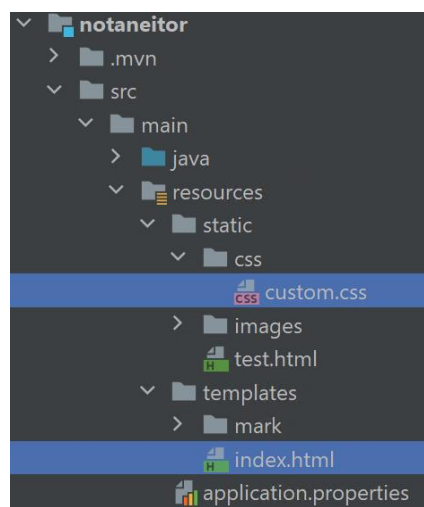 notaneitor
.mvn
src
main
java
resources
static
css
CSS custom.css
images
H test.html
templates
mark
H index.html
application.properties